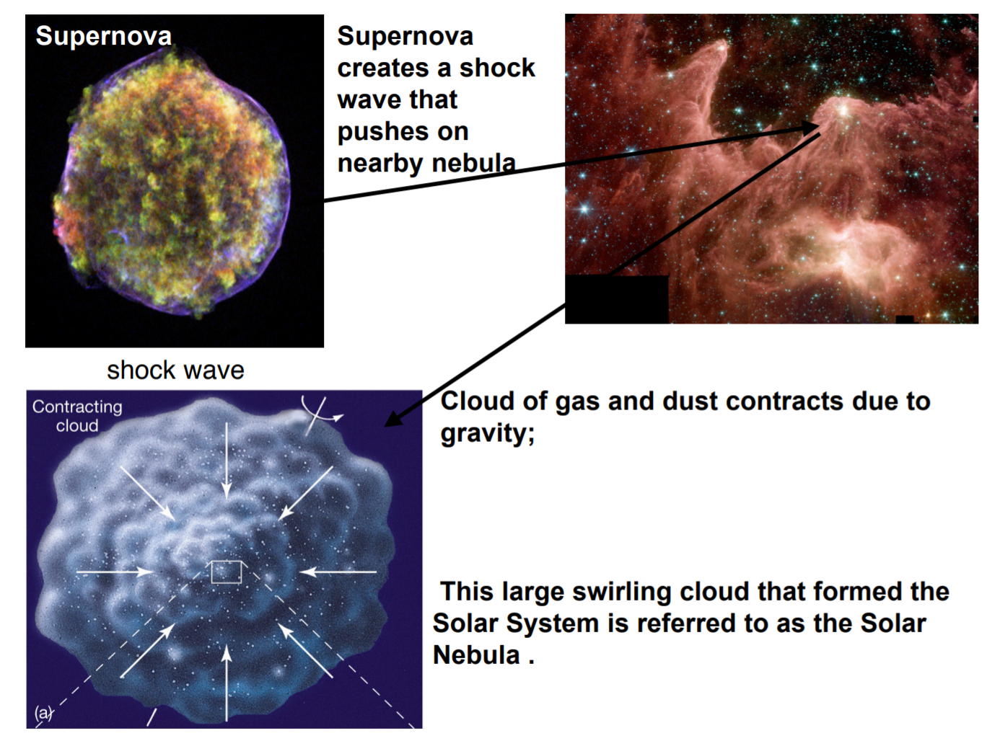 Supernova
Supernova
creates a shock
wave that
pushes on
nearby nebula
shock wave
Contracting
cloud
Cloud of gas and dust contracts due to
gravity;
This large swirling cloud that formed the
Solar System is referred to as the Solar
Nebula .
(a)